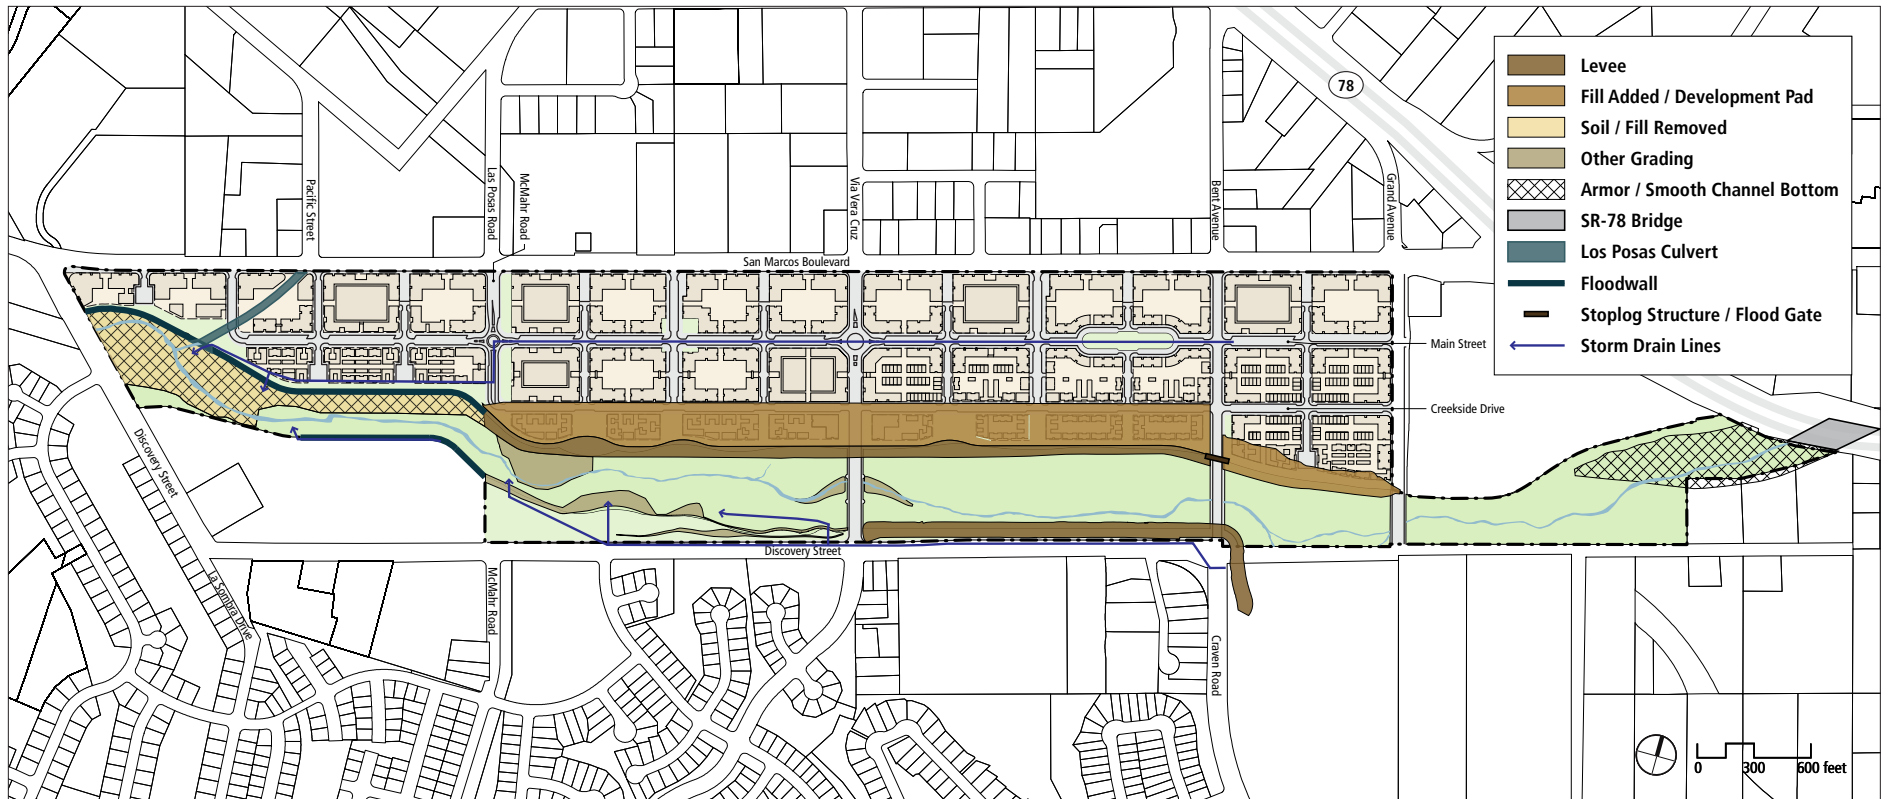 78
Levee
Fill Added / Development Pad
Soil / Fill Removed
Other Grading
Armor / Smooth Channel Bottom
SR-78 Bridge
Los Posas Culvert
Floodwall
Stoplog Structure / Flood Gate
Storm Drain Lines
Pacific Street
Las Posas Road
McMahr Road
Via Vera Cruz
Bent Avenue
Grand Avenue
San Marcos Boulevard
Main Street
Creekside Drive
Discovery Street
Discovery Street
La Sombra Drive
McMahr Road
Craven Road
0 300 600 feet